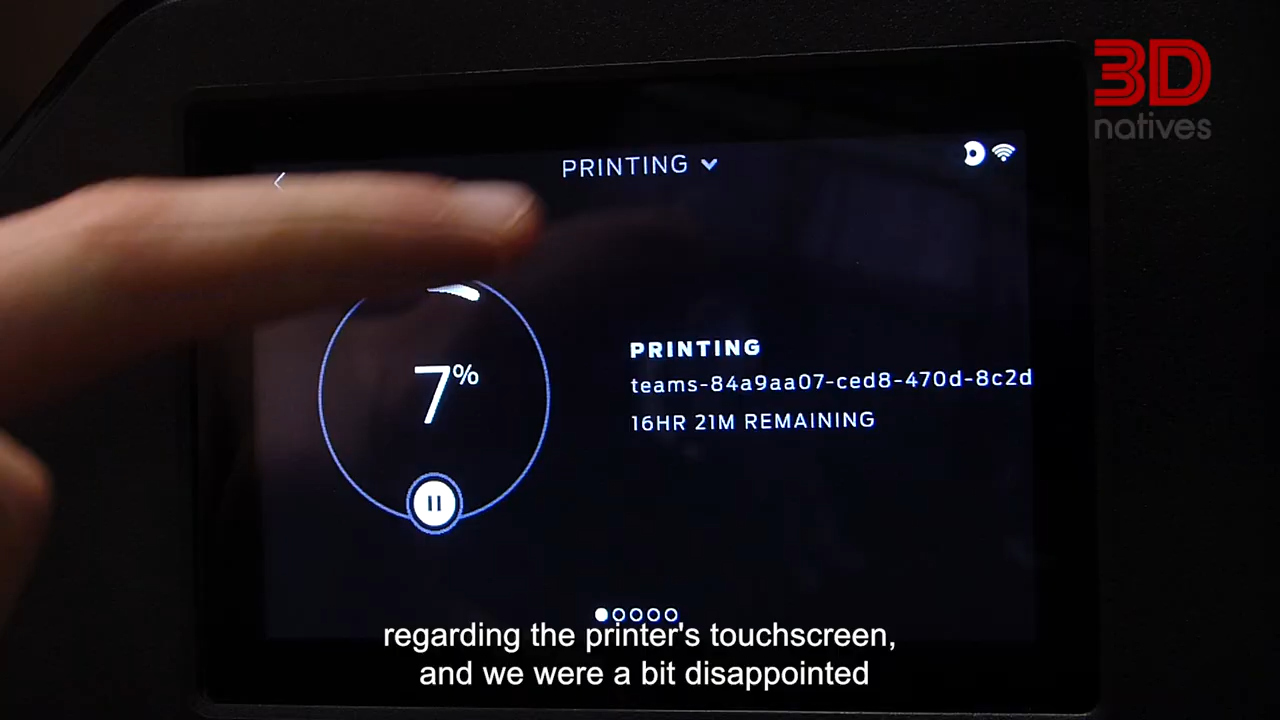 3D
natives
PRINTING
7%
PRINTING
teams-84a9aa07-ced8-470d-8c2d
16HR 21M REMAINING
regarding the printer's touchscreen,
and we were a bit disappointed